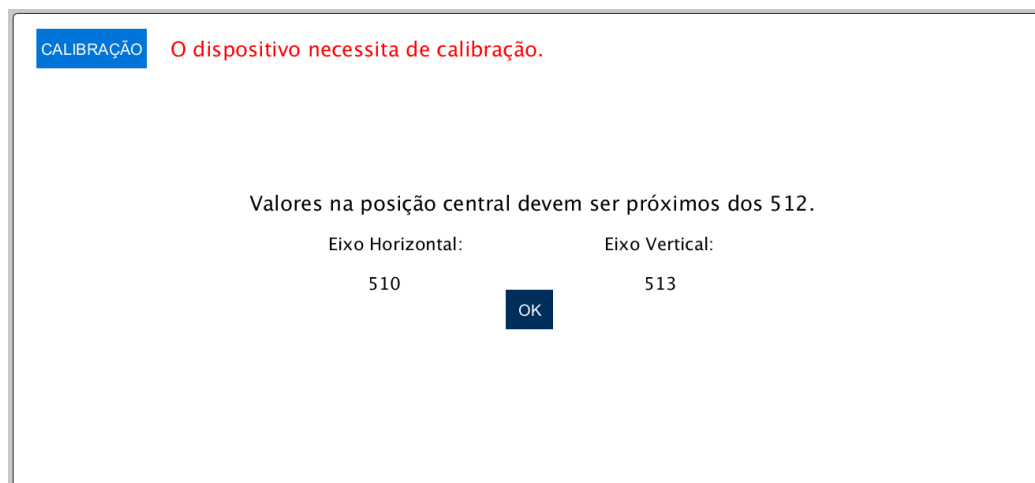 CALIBRAÇÃO O dispositivo necessita de calibração.
Valores na posição central devem ser próximos dos 512.
Eixo Horizontal: Eixo Vertical:
510 513
OK